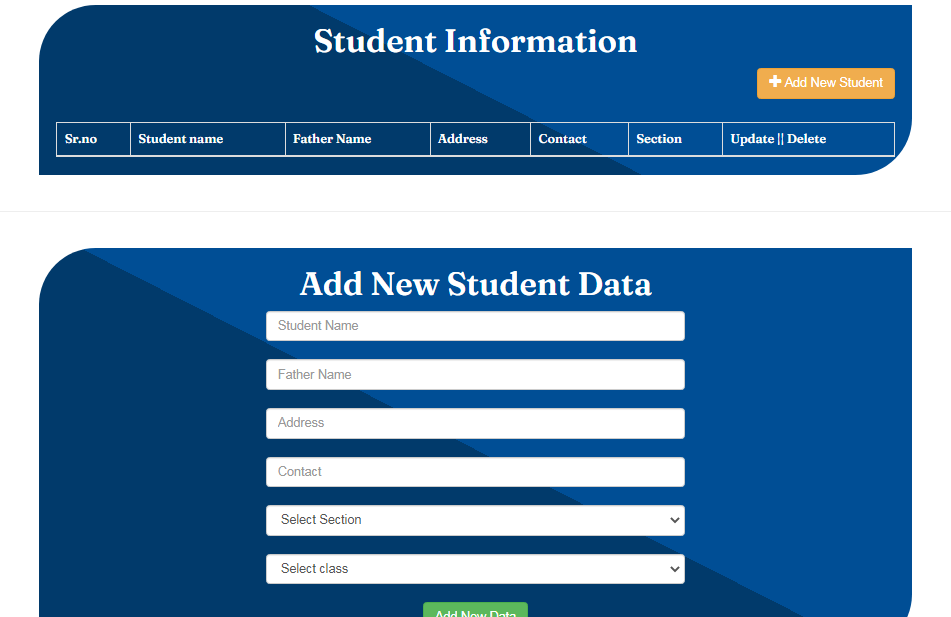 Student Information
Add New Student
Sr.no Student name Father Name Address Contact Section Update || Delete
Add New Student Data
Student Name
Father Name
Address
Contact
Select Section
Select class
Add New Data